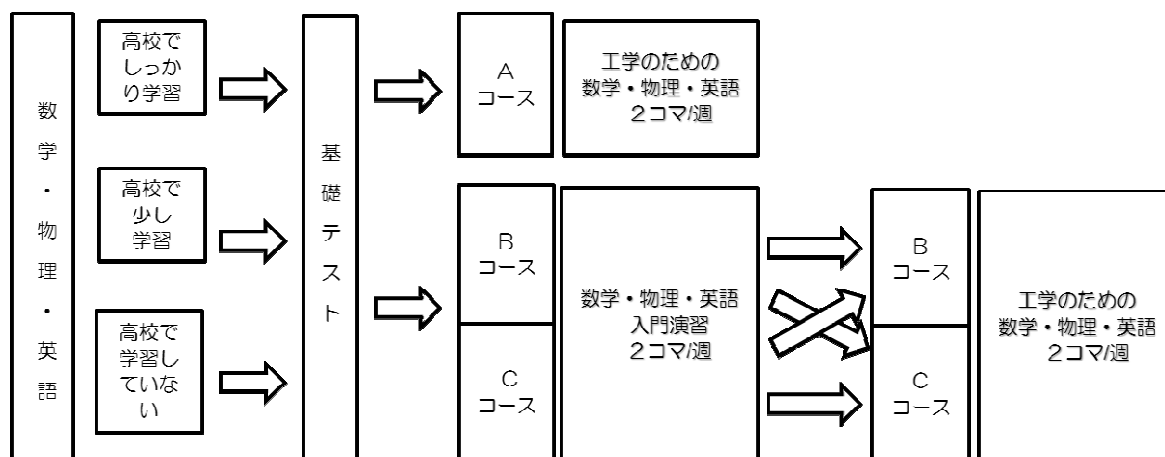 数学・物理・英語
高校で
しっか
り学習
高校で
少し
学習
高校で
学習し
ていな
い
基礎テスト
A
コース
工学のための
数学・物理・英語
２コマ/週
B
コース
C
コース
数学・物理・英語
入門演習
２コマ/週
B
コース
C
コース
工学のための
数学・物理・英語
２コマ/週